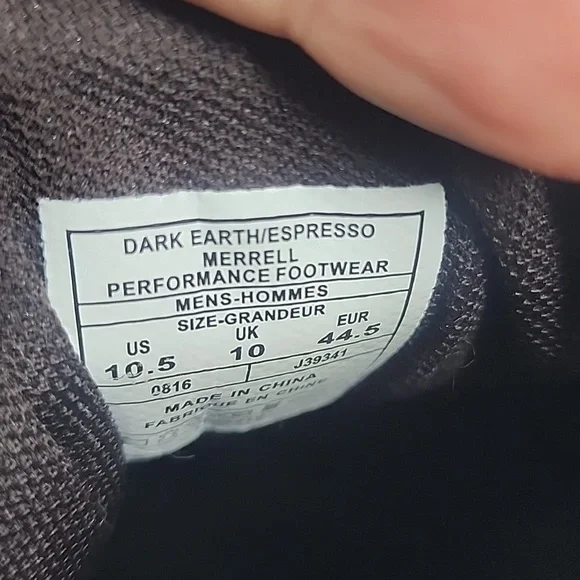 DARK EARTH/ESPRESSO
MERRELL
PERFORMANCE FOOTWEAR
MENS-HOMMES
SIZE-GRANDEUR
US UK EUR
10.5 10 44.5
0816 J39341
MADE IN CHINA
FABRIQUE EN CHINE